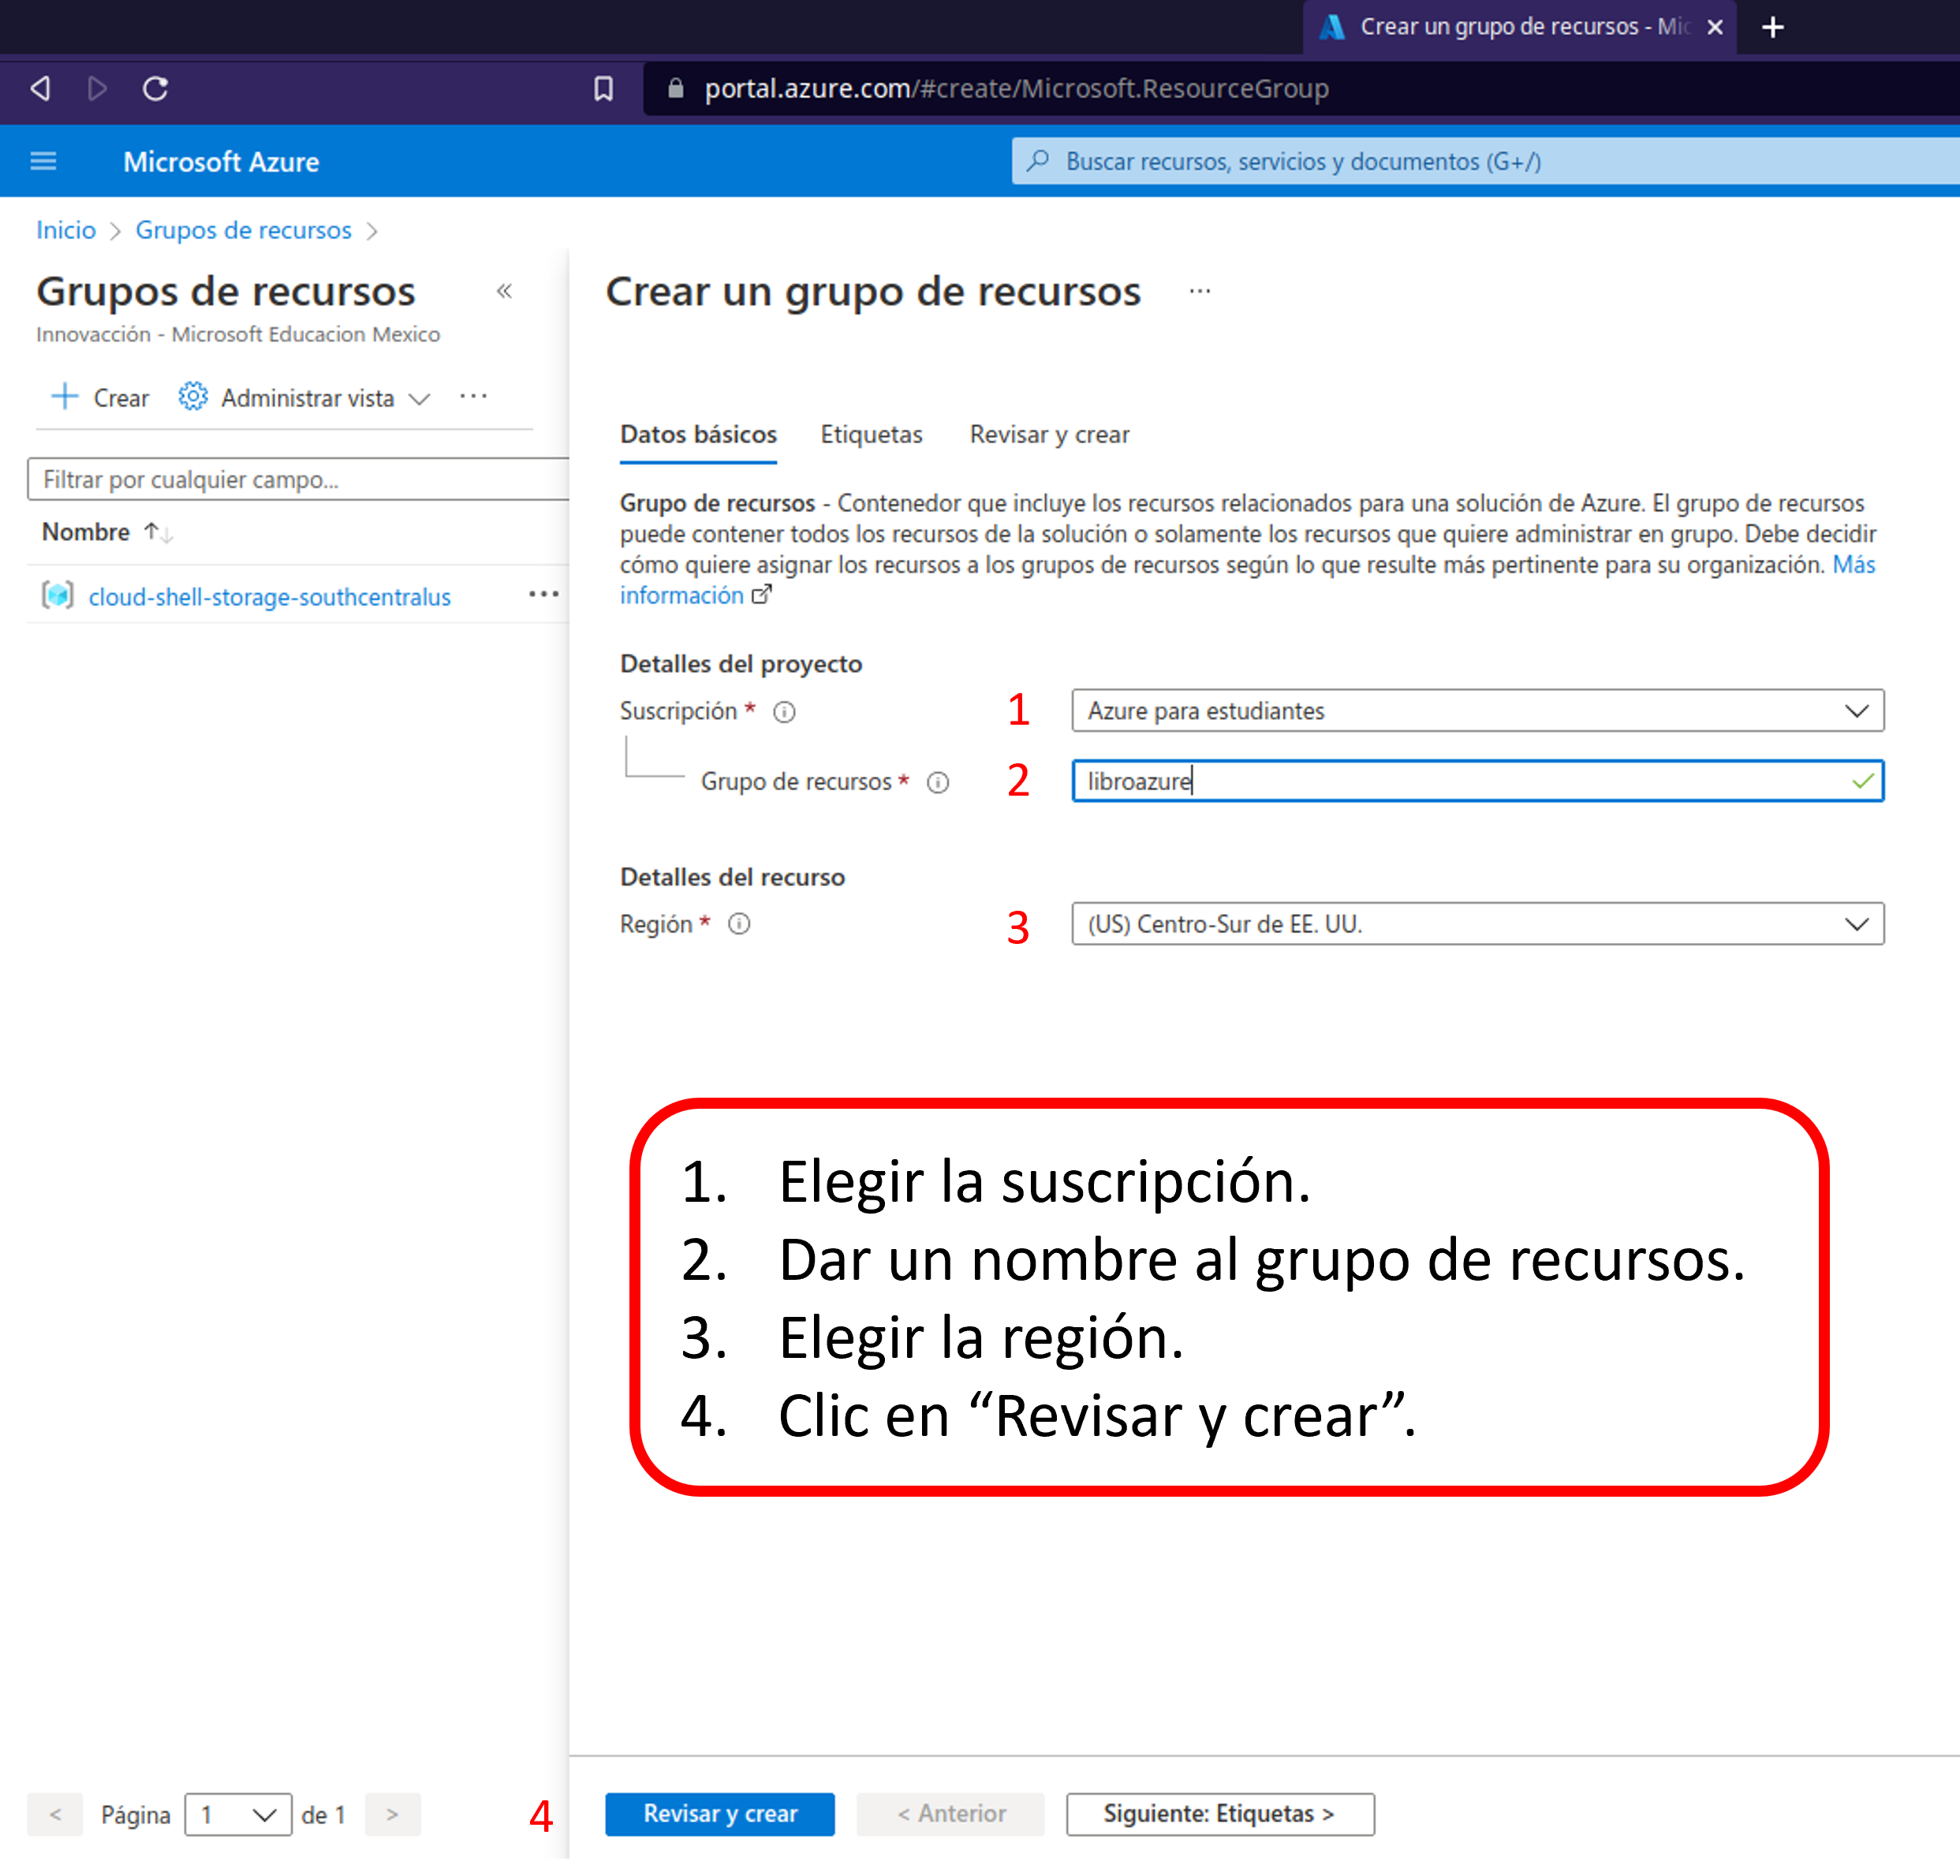 Crear un grupo de recursos - Mic
portal.azure.com/#create/Microsoft.ResourceGroup
Microsoft Azure
Buscar recursos, servicios y documentos (G+/)
Inicio > Grupos de recursos >
Grupos de recursos «
Innovacción - Microsoft Educacion Mexico
+ Crear Administrar vista ...
Filtrar por cualquier campo...
Nombre ↑↓
cloud-shell-storage-southcentralus ...
Crear un grupo de recursos ...
Datos básicos Etiquetas Revisar y crear
Grupo de recursos - Contenedor que incluye los recursos relacionados para una solución de Azure. El grupo de recursos
puede contener todos los recursos de la solución o solamente los recursos que quiere administrar en grupo. Debe decidir
cómo quiere asignar los recursos a los grupos de recursos según lo que resulte más pertinente para su organización. Más
información
Detalles del proyecto
Suscripción * 1 Azure para estudiantes
Grupo de recursos * 2 libroazure
Detalles del recurso
Región * 3 (US) Centro-Sur de EE. UU.
1. Elegir la suscripción.
2. Dar un nombre al grupo de recursos.
3. Elegir la región.
4. Clic en “Revisar y crear”.
< Página 1 de 1 >
4 Revisar y crear < Anterior Siguiente: Etiquetas >